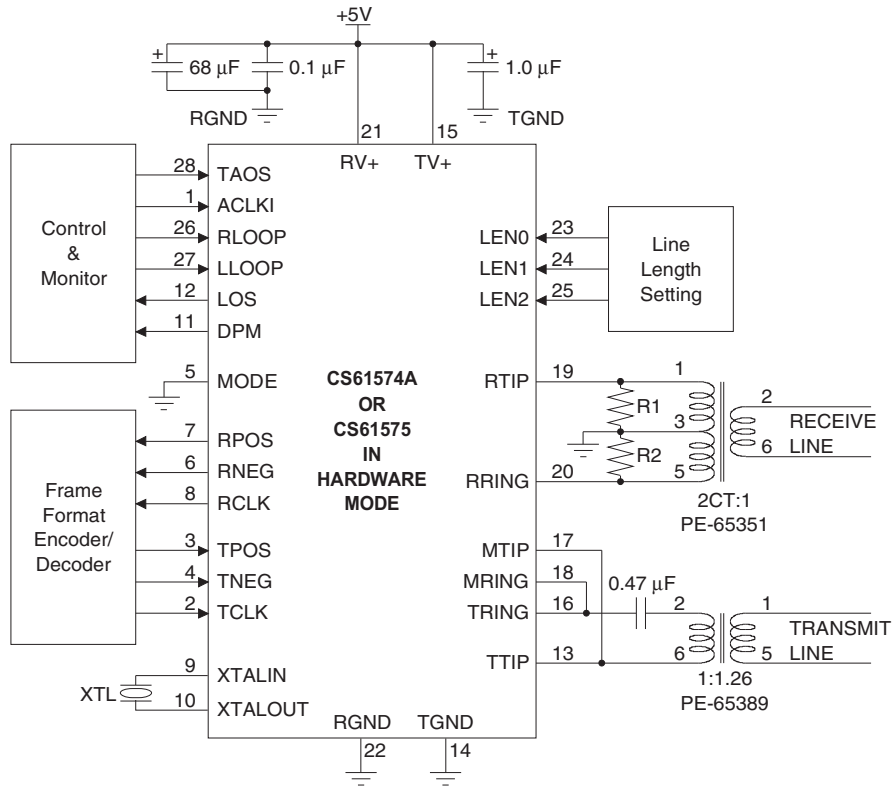 +5V
+
68 μF
0.1 μF
+
1.0 μF
RGND
TGND
21
15
RV+
TV+
Control
&
Monitor
28
TAOS
1
ACLKI
26
RLOOP
27
LLOOP
12
LOS
11
DPM
5
MODE
Frame
Format
Encoder/
Decoder
7
RPOS
6
RNEG
8
RCLK
3
TPOS
4
TNEG
2
TCLK
XTL
9
XTALIN
10
XTALOUT
CS61574A
OR
CS61575
IN
HARDWARE
MODE
RGND
TGND
22
14
LEN0
23
LEN1
24
LEN2
25
Line
Length
Setting
RTIP
19
RRING
20
R1
R2
1
3
5
2
6
RECEIVE
LINE
2CT:1
PE-65351
MTIP
17
MRING
18
TRING
16
TTIP
13
0.47 μF
2
6
1
5
TRANSMIT
LINE
1:1.26
PE-65389